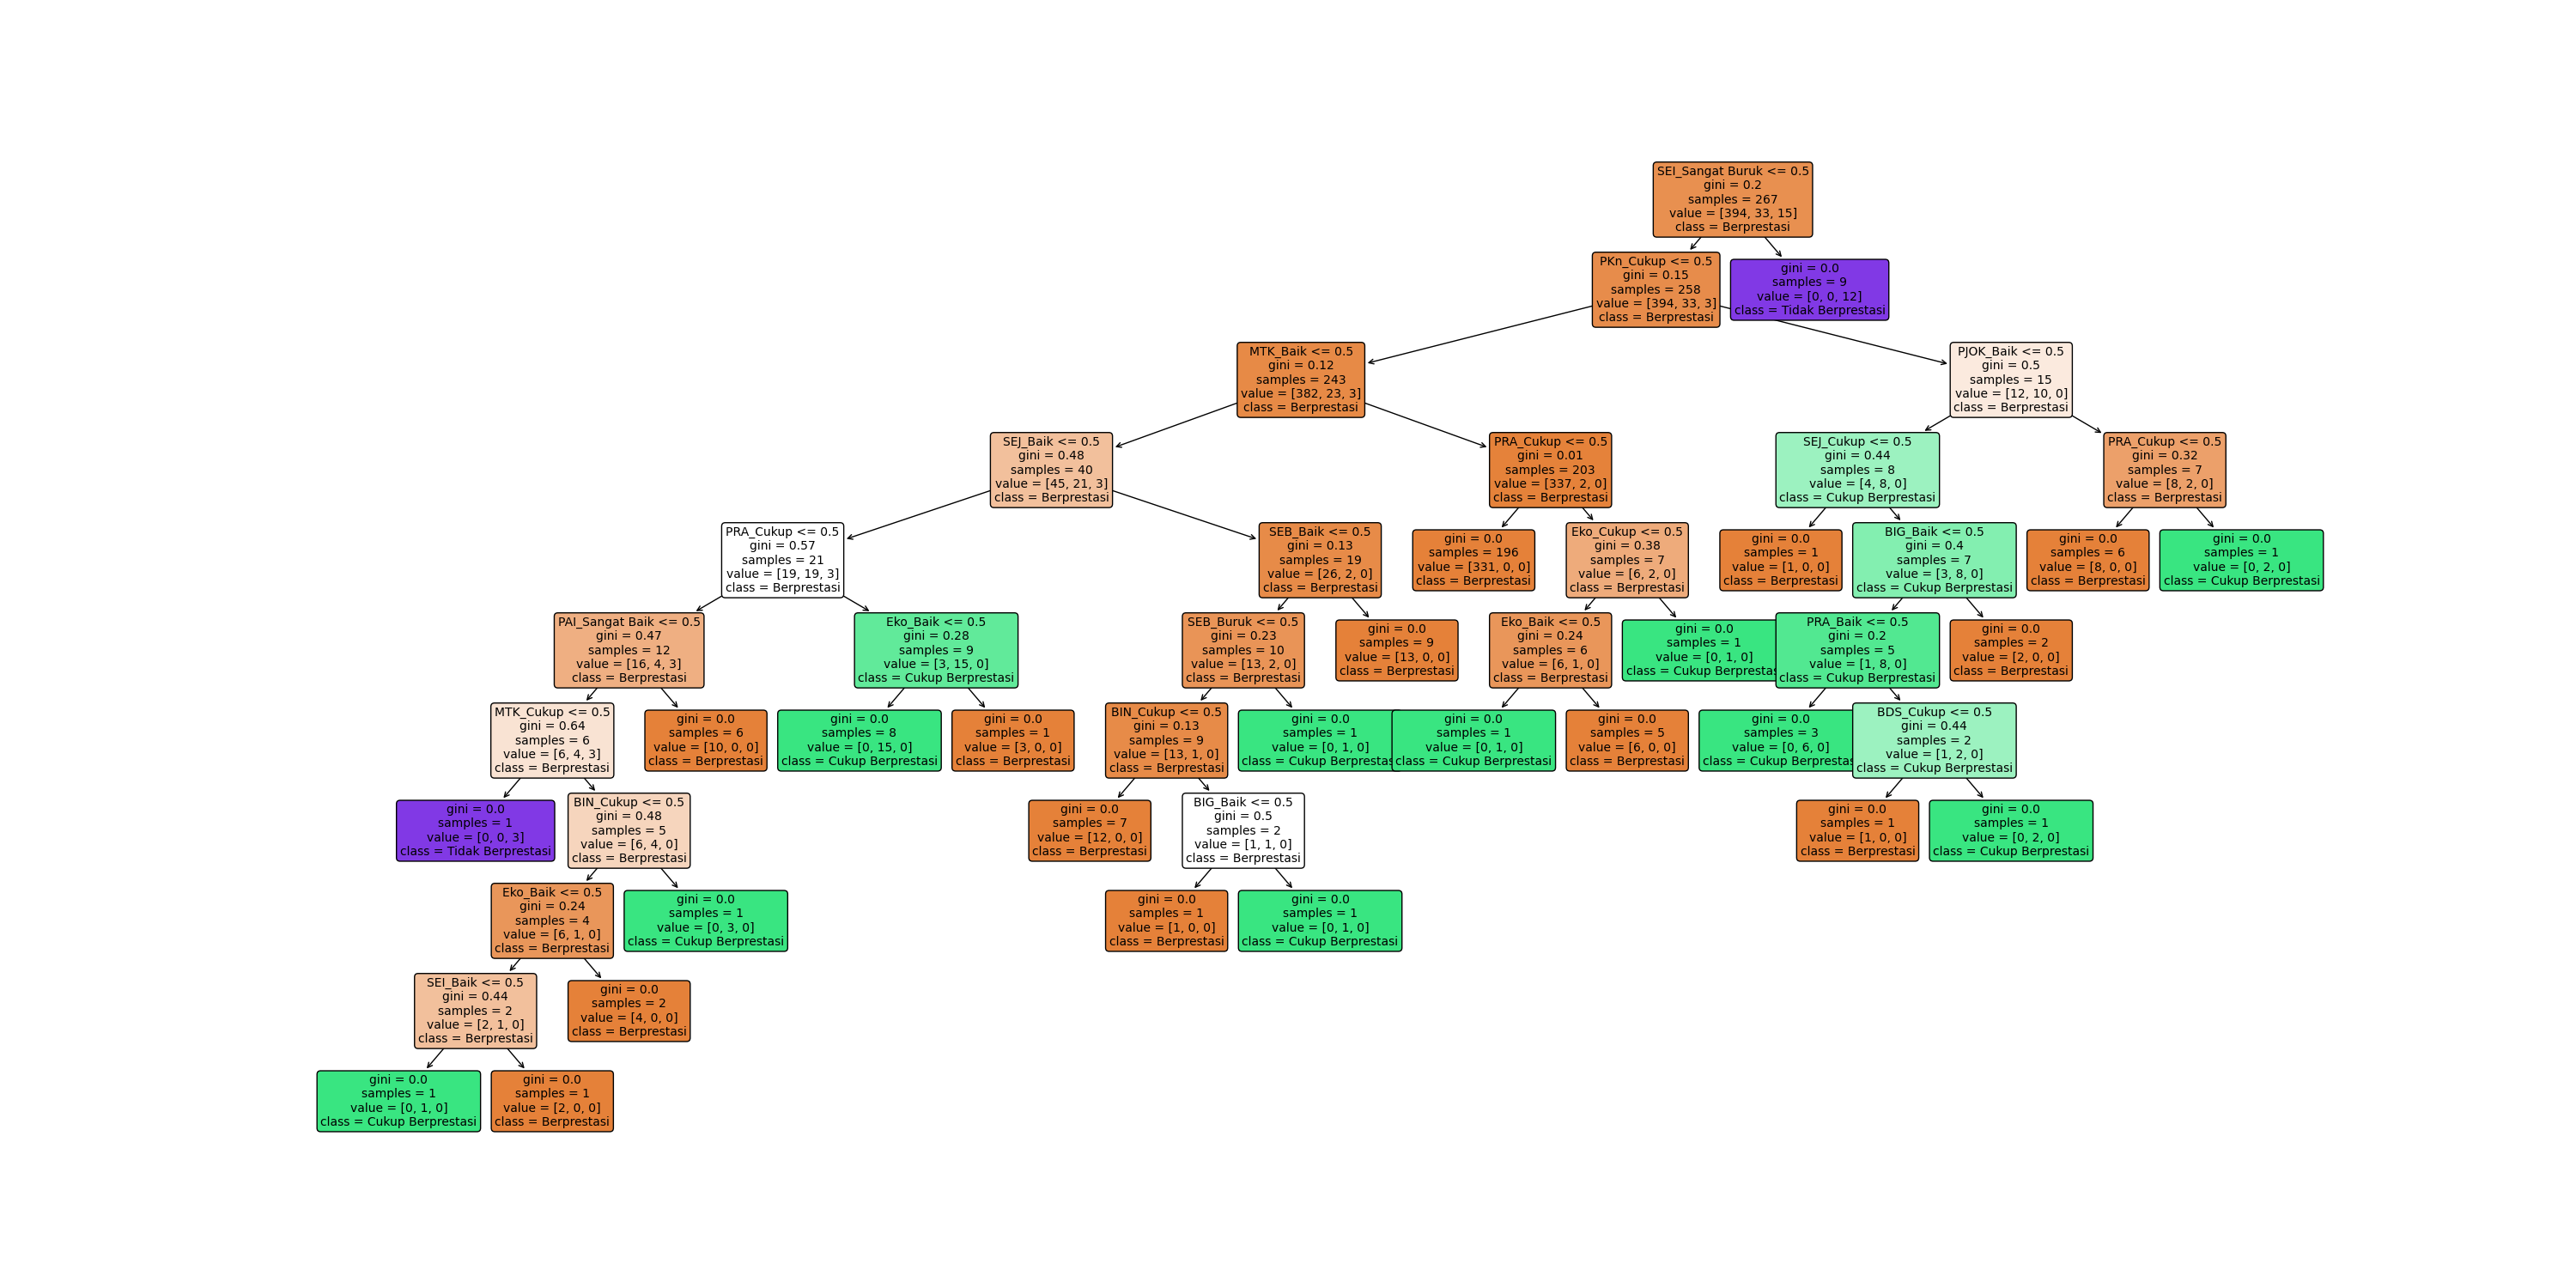 SEI_Sangat Buruk <= 0.5
gini = 0.2
samples = 267
value = [394, 33, 15]
class = Berprestasi
PKn_Cukup <= 0.5
gini = 0.15
samples = 258
value = [394, 33, 3]
class = Berprestasi
gini = 0.0
samples = 9
value = [0, 0, 12]
class = Tidak Berprestasi
MTK_Baik <= 0.5
gini = 0.12
samples = 243
value = [382, 23, 3]
class = Berprestasi
PJOK_Baik <= 0.5
gini = 0.5
samples = 15
value = [12, 10, 0]
class = Berprestasi
SEJ_Baik <= 0.5
gini = 0.48
samples = 40
value = [45, 21, 3]
class = Berprestasi
PRA_Cukup <= 0.5
gini = 0.01
samples = 203
value = [337, 2, 0]
class = Berprestasi
SEJ_Cukup <= 0.5
gini = 0.44
samples = 8
value = [4, 8, 0]
class = Cukup Berprestasi
PRA_Cukup <= 0.5
gini = 0.32
samples = 7
value = [8, 2, 0]
class = Berprestasi
PRA_Cukup <= 0.5
gini = 0.57
samples = 21
value = [19, 19, 3]
class = Berprestasi
SEB_Baik <= 0.5
gini = 0.13
samples = 19
value = [26, 2, 0]
class = Berprestasi
gini = 0.0
samples = 196
value = [331, 0, 0]
class = Berprestasi
Eko_Cukup <= 0.5
gini = 0.38
samples = 7
value = [6, 2, 0]
class = Berprestasi
gini = 0.0
samples = 1
value = [1, 0, 0]
class = Berprestasi
BIG_Baik <= 0.5
gini = 0.4
samples = 7
value = [3, 8, 0]
class = Cukup Berprestasi
gini = 0.0
samples = 6
value = [8, 0, 0]
class = Berprestasi
gini = 0.0
samples = 1
value = [0, 2, 0]
class = Cukup Berprestasi
PAI_Sangat Baik <= 0.5
gini = 0.47
samples = 12
value = [16, 4, 3]
class = Berprestasi
Eko_Baik <= 0.5
gini = 0.28
samples = 9
value = [3, 15, 0]
class = Cukup Berprestasi
SEB_Buruk <= 0.5
gini = 0.23
samples = 10
value = [13, 2, 0]
class = Berprestasi
gini = 0.0
samples = 9
value = [13, 0, 0]
class = Berprestasi
Eko_Baik <= 0.5
gini = 0.24
samples = 6
value = [6, 1, 0]
class = Berprestasi
gini = 0.0
samples = 1
value = [0, 1, 0]
class = Cukup Berprestas
PRA_Baik <= 0.5
gini = 0.2
samples = 5
value = [1, 8, 0]
class = Cukup Berprestasi
gini = 0.0
samples = 2
value = [2, 0, 0]
class = Berprestasi
MTK_Cukup <= 0.5
gini = 0.64
samples = 6
value = [6, 4, 3]
class = Berprestasi
gini = 0.0
samples = 6
value = [10, 0, 0]
class = Berprestasi
gini = 0.0
samples = 8
value = [0, 15, 0]
class = Cukup Berprestasi
gini = 0.0
samples = 1
value = [3, 0, 0]
class = Berprestasi
BIN_Cukup <= 0.5
gini = 0.13
samples = 9
value = [13, 1, 0]
class = Berprestasi
gini = 0.0
samples = 1
value = [0, 1, 0]
class = Cukup Berprestas
gini = 0.0
samples = 1
value = [0, 1, 0]
class = Cukup Berprestasi
gini = 0.0
samples = 5
value = [6, 0, 0]
class = Berprestasi
gini = 0.0
samples = 3
value = [0, 6, 0]
class = Cukup Berprestas
BDS_Cukup <= 0.5
gini = 0.44
samples = 2
value = [1, 2, 0]
class = Cukup Berprestasi
gini = 0.0
samples = 1
value = [0, 0, 3]
class = Tidak Berprestasi
BIN_Cukup <= 0.5
gini = 0.48
samples = 5
value = [6, 4, 0]
class = Berprestasi
gini = 0.0
samples = 7
value = [12, 0, 0]
class = Berprestasi
BIG_Baik <= 0.5
gini = 0.5
samples = 2
value = [1, 1, 0]
class = Berprestasi
gini = 0.0
samples = 1
value = [1, 0, 0]
class = Berprestasi
gini = 0.0
samples = 1
value = [0, 2, 0]
class = Cukup Berprestasi
Eko_Baik <= 0.5
gini = 0.24
samples = 4
value = [6, 1, 0]
class = Berprestasi
gini = 0.0
samples = 1
value = [0, 3, 0]
class = Cukup Berprestasi
gini = 0.0
samples = 1
value = [1, 0, 0]
class = Berprestasi
gini = 0.0
samples = 1
value = [0, 1, 0]
class = Cukup Berprestasi
SEI_Baik <= 0.5
gini = 0.44
samples = 2
value = [2, 1, 0]
class = Berprestasi
gini = 0.0
samples = 2
value = [4, 0, 0]
class = Berprestasi
gini = 0.0
samples = 1
value = [0, 1, 0]
class = Cukup Berprestasi
gini = 0.0
samples = 1
value = [2, 0, 0]
class = Berprestasi